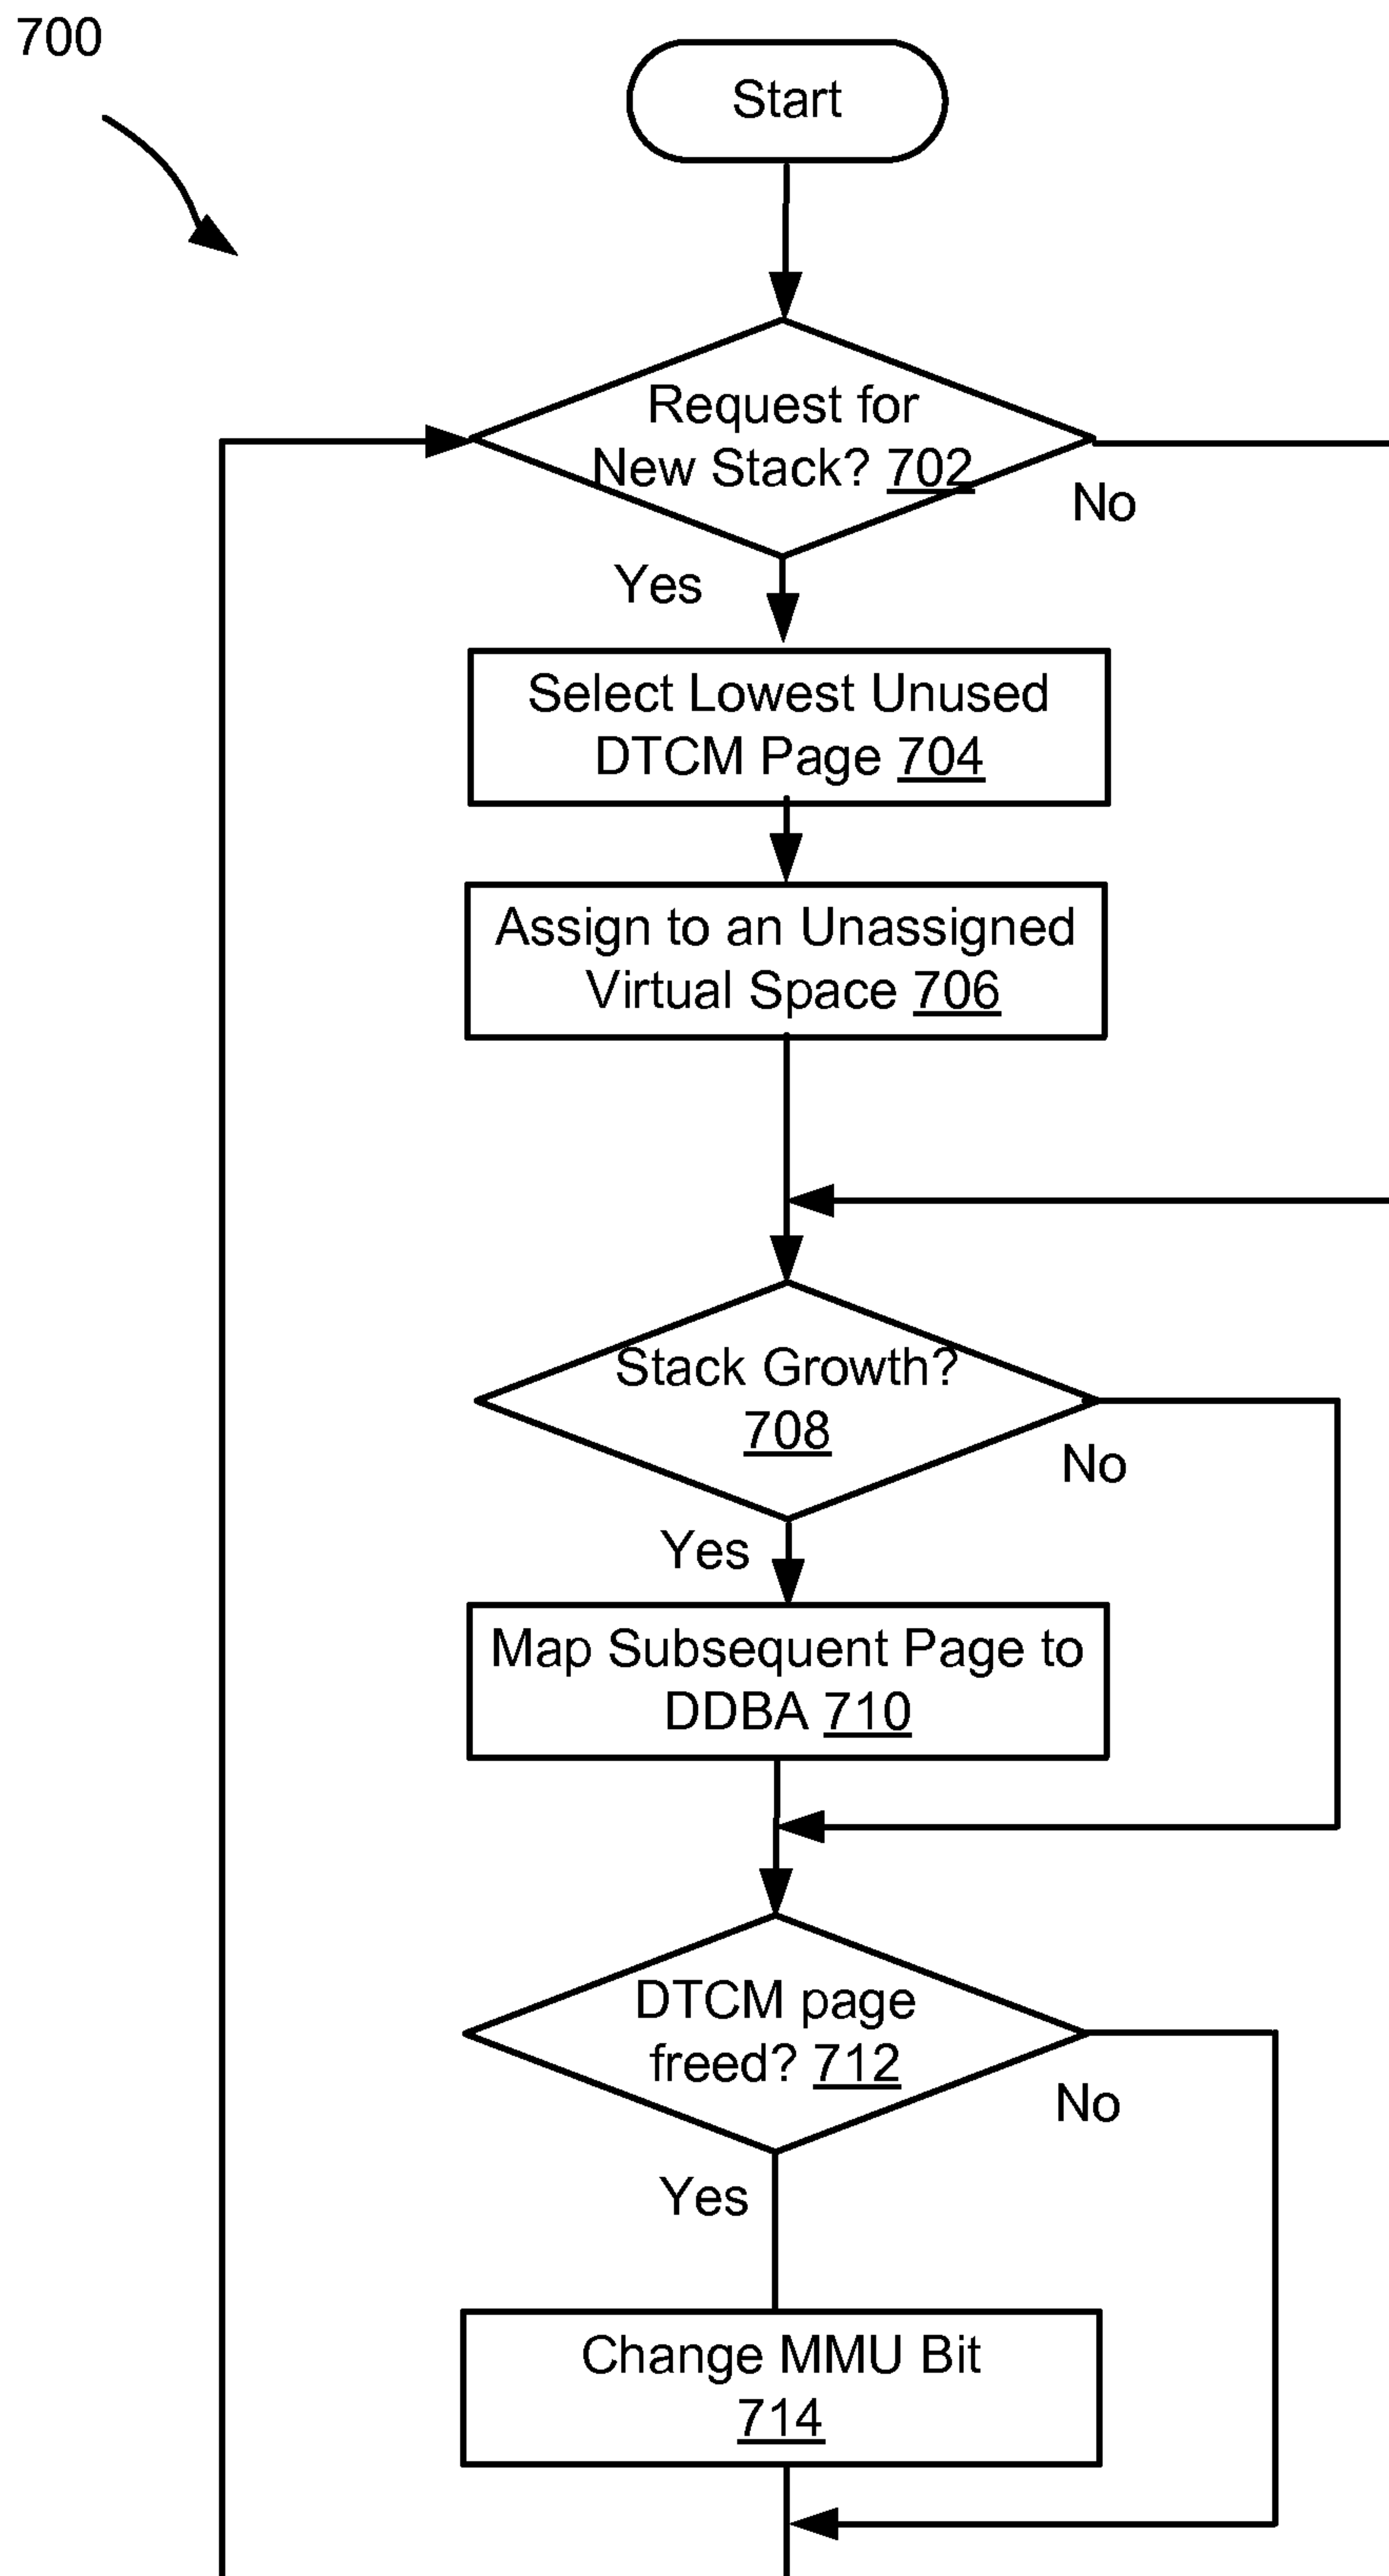 700
Start
Request for
New Stack? 702
No
Yes
Select Lowest Unused
DTCM Page 704
Assign to an Unassigned
Virtual Space 706
Stack Growth?
708
No
Yes
Map Subsequent Page to
DDBA 710
DTCM page
freed? 712
No
Yes
Change MMU Bit
714